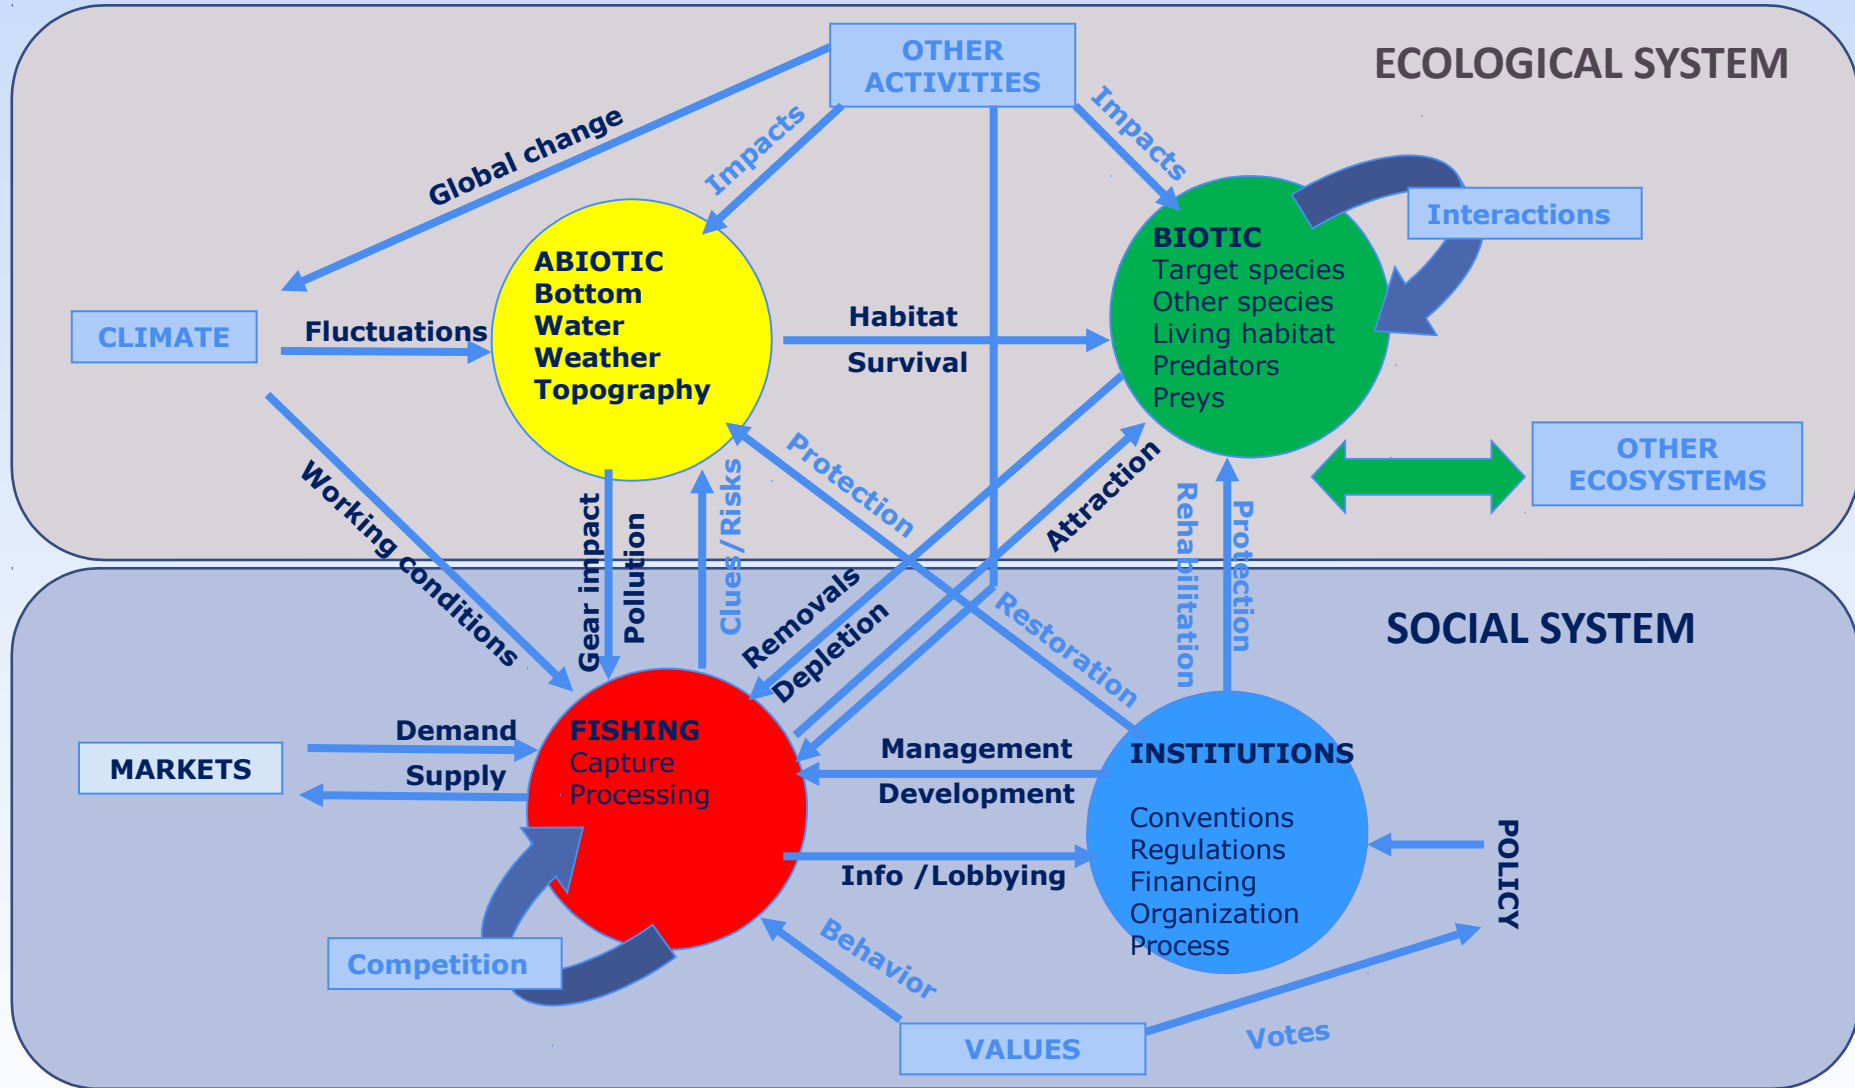 OTHER
ACTIVITIES
ECOLOGICAL SYSTEM
Global change
Impacts
Impacts
Interactions
ABIOTIC
Bottom
Water
Weather
Topography
BIOTIC
Target species
Other species
Living habitat
Predators
Preys
CLIMATE
Fluctuations
Habitat
Survival
OTHER
ECOSYSTEMS
Working conditions
Gear impact
Pollution
Clues/Risks
Protection
Restoration
Attraction
Removals
Depletion
Rehabilitation
Protection
SOCIAL SYSTEM
MARKETS
Demand
Supply
FISHING
Capture
Processing
Management
Development
Info /Lobbying
INSTITUTIONS
Conventions
Regulations
Financing
Organization
Process
POLICY
Competition
Behavior
VALUES
Votes